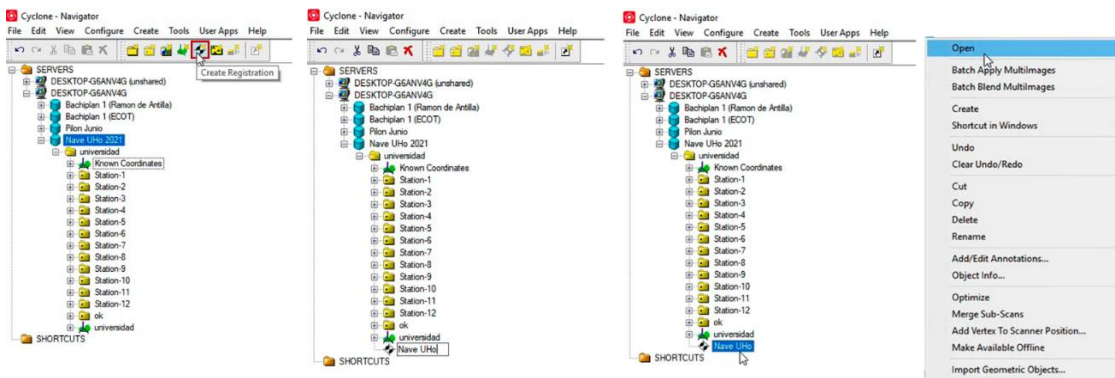 Cyclone - Navigator
File Edit View Configure Create Tools User Apps Help
Create Registration
SERVERS
DESKTOP-G6ANV4G (unshared)
DESKTOP-G6ANV4G
Bachiplan 1 (Ramon de Antilla)
Bachiplan 1 (ECOT)
Pilon Junio
Nave UHo 2021
universidad
Known Coordinates
Station-1
Station-2
Station-3
Station-4
Station-5
Station-6
Station-7
Station-8
Station-9
Station-10
Station-11
Station-12
ok
universidad
SHORTCUTS
Cyclone - Navigator
File Edit View Configure Create Tools User Apps Help
SERVERS
DESKTOP-G6ANV4G (unshared)
DESKTOP-G6ANV4G
Bachiplan 1 (Ramon de Antilla)
Bachiplan 1 (ECOT)
Pilon Junio
Nave UHo 2021
universidad
Known Coordinates
Station-1
Station-2
Station-3
Station-4
Station-5
Station-6
Station-7
Station-8
Station-9
Station-10
Station-11
Station-12
ok
universidad
Nave UHo
SHORTCUTS
Cyclone - Navigator
File Edit View Configure Create Tools User Apps Help
SERVERS
DESKTOP-G6ANV4G (unshared)
DESKTOP-G6ANV4G
Bachiplan 1 (Ramon de Antilla)
Bachiplan 1 (ECOT)
Pilon Junio
Nave UHo 2021
universidad
Known Coordinates
Station-1
Station-2
Station-3
Station-4
Station-5
Station-6
Station-7
Station-8
Station-9
Station-10
Station-11
Station-12
ok
universidad
Nave UHo
SHORTCUTS
Open
Batch Apply MultiImages
Batch Blend MultiImages
Create
Shortcut in Windows
Undo
Clear Undo/Redo
Cut
Copy
Delete
Rename
Add/Edit Annotations...
Object Info...
Optimize
Merge Sub-Scans
Add Vertex To Scanner Position...
Make Available Offline
Import Geometric Objects...